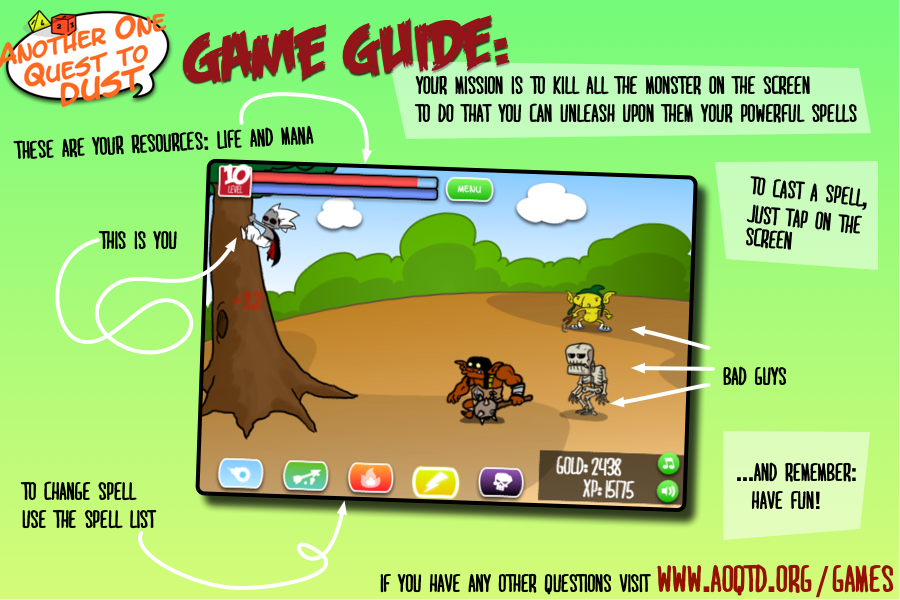 Another One
Quest to
Dust 2
Game Guide:
Your mission is to kill all the monster on the screen
To do that you can unleash upon them your powerful spells
These are your resources: life and mana
10
LEVEL
MENU
To cast a spell,
just tap on the
screen
This is you
-12
Bad guys
Gold: 2438
XP: 15175
...and remember:
have fun!
To change spell
use the spell list
If you have any other questions visit www.aoqtd.org/games